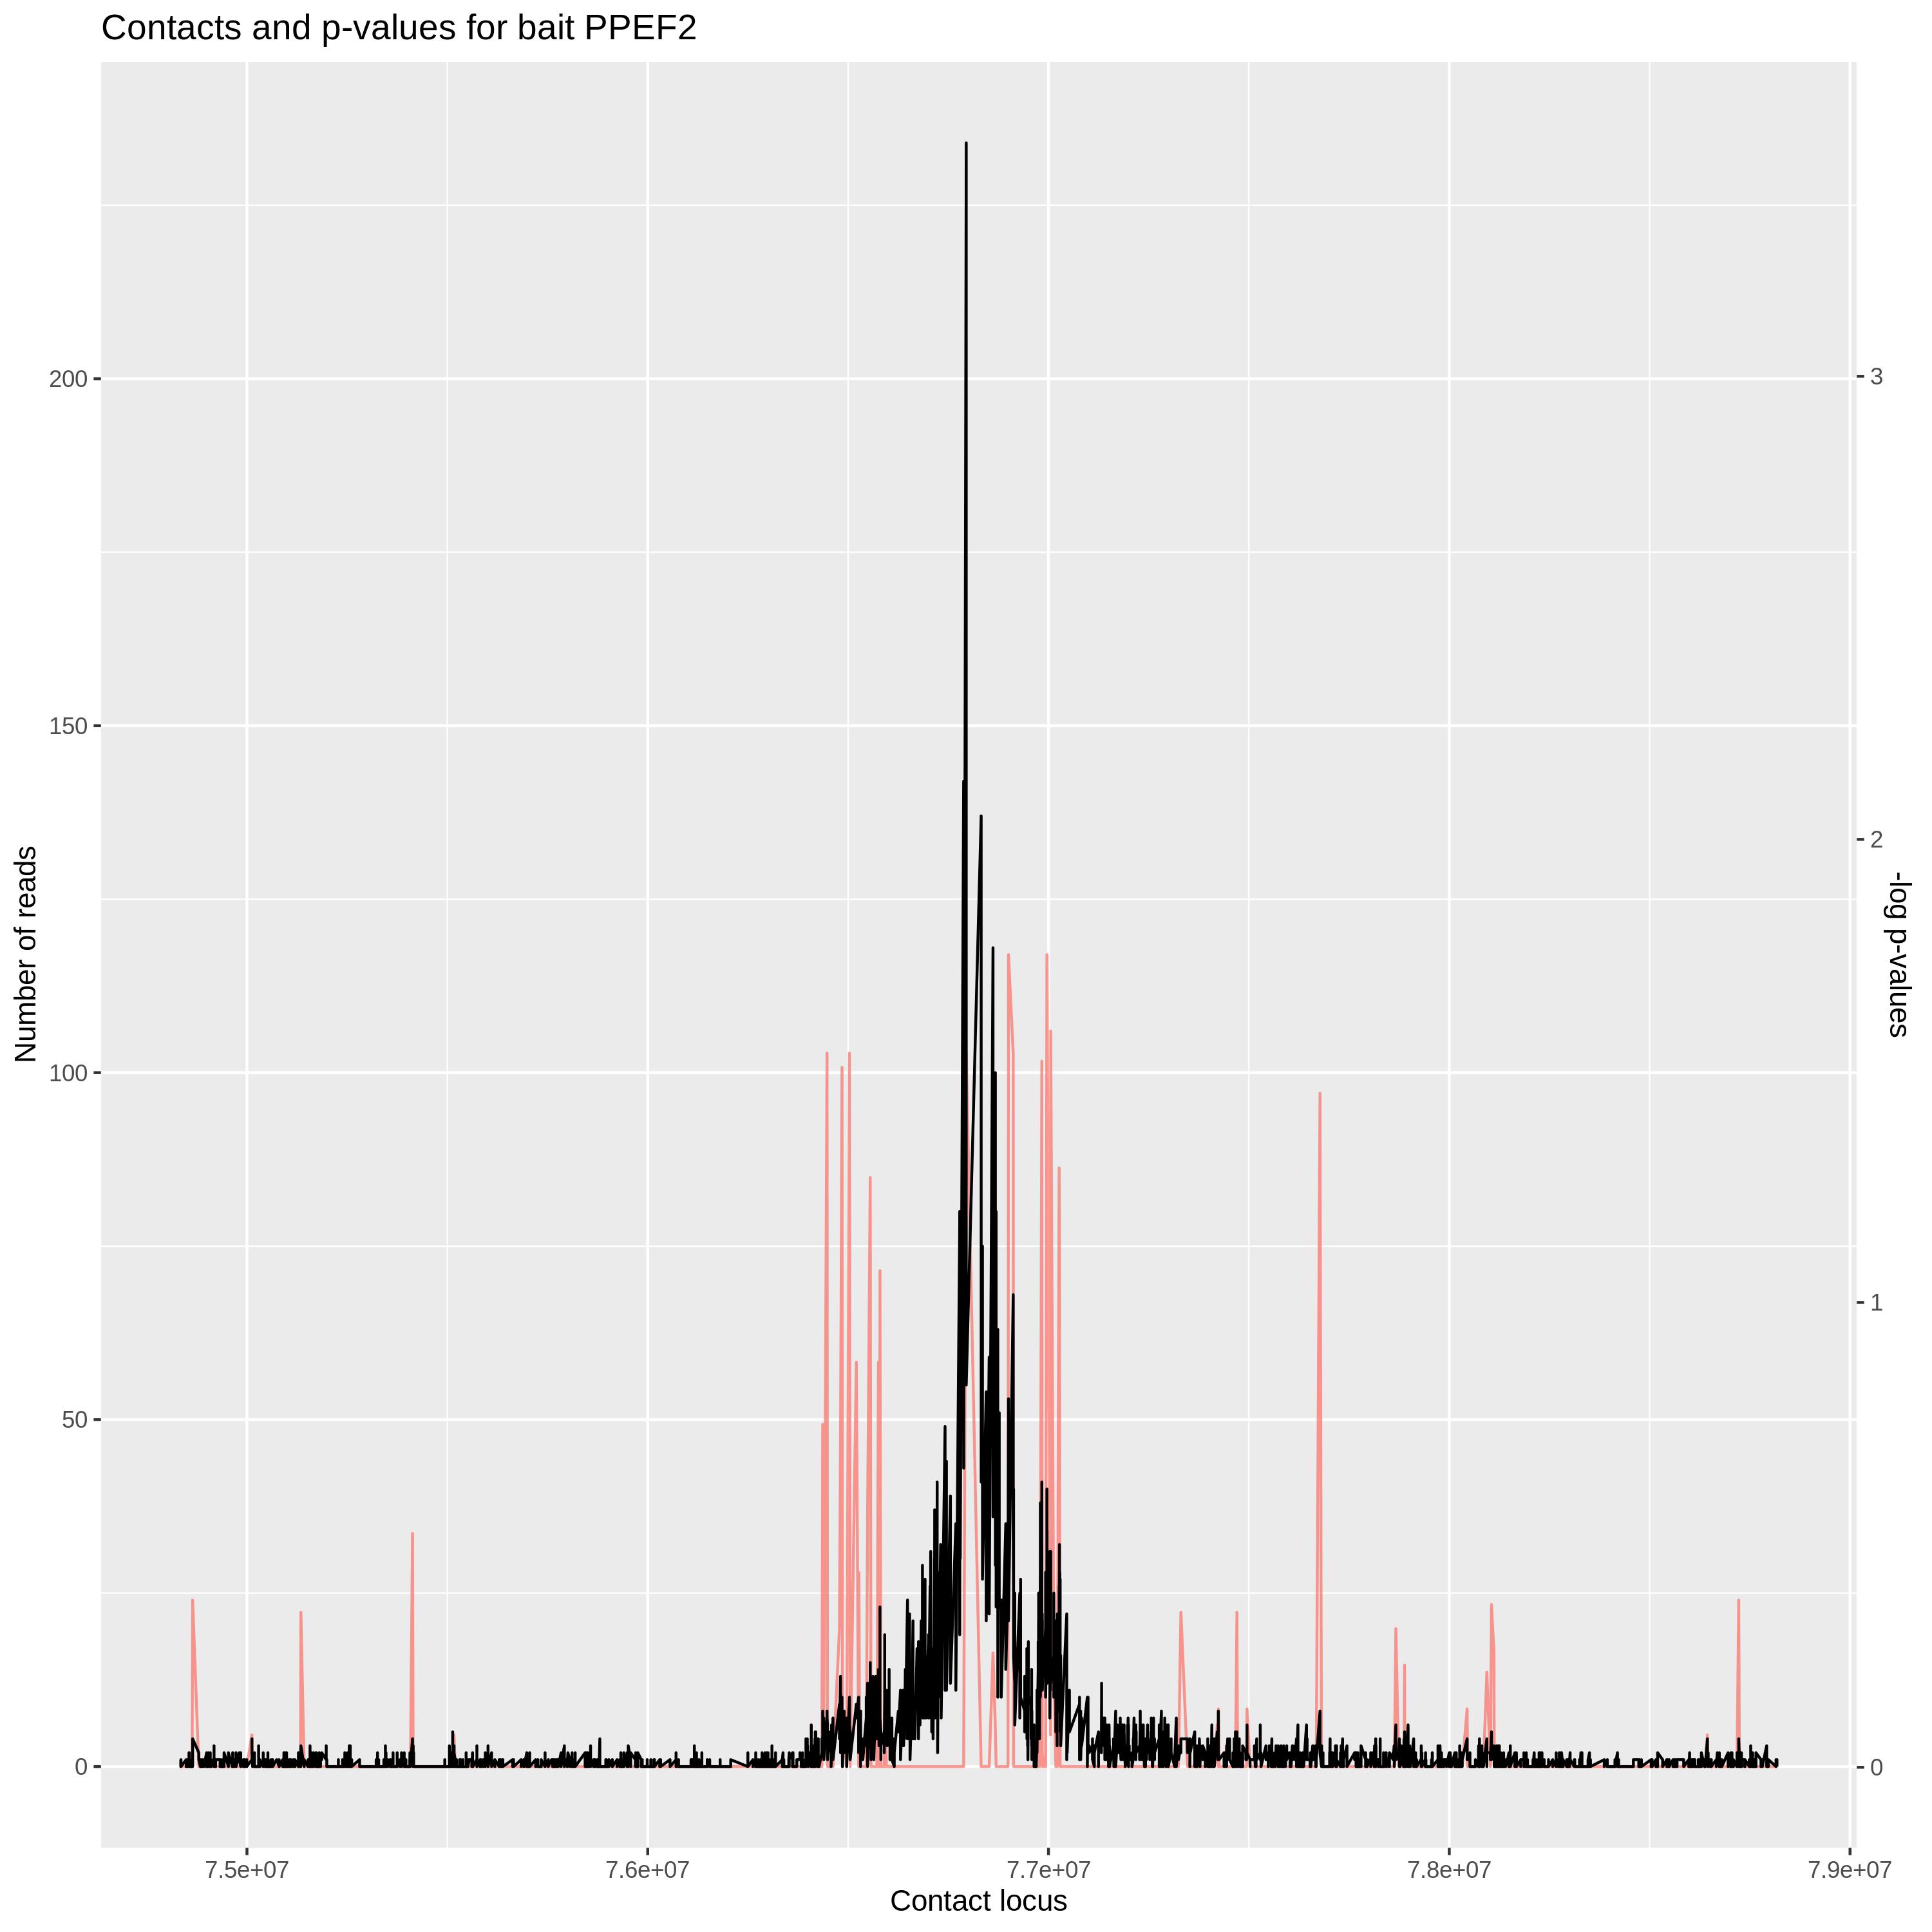 Contacts and p-values for bait PPEF2
200
150
100
50
0
3
2
1
0
Number of reads
-log p-values
7.5e+07 7.6e+07 7.7e+07 7.8e+07 7.9e+07
Contact locus